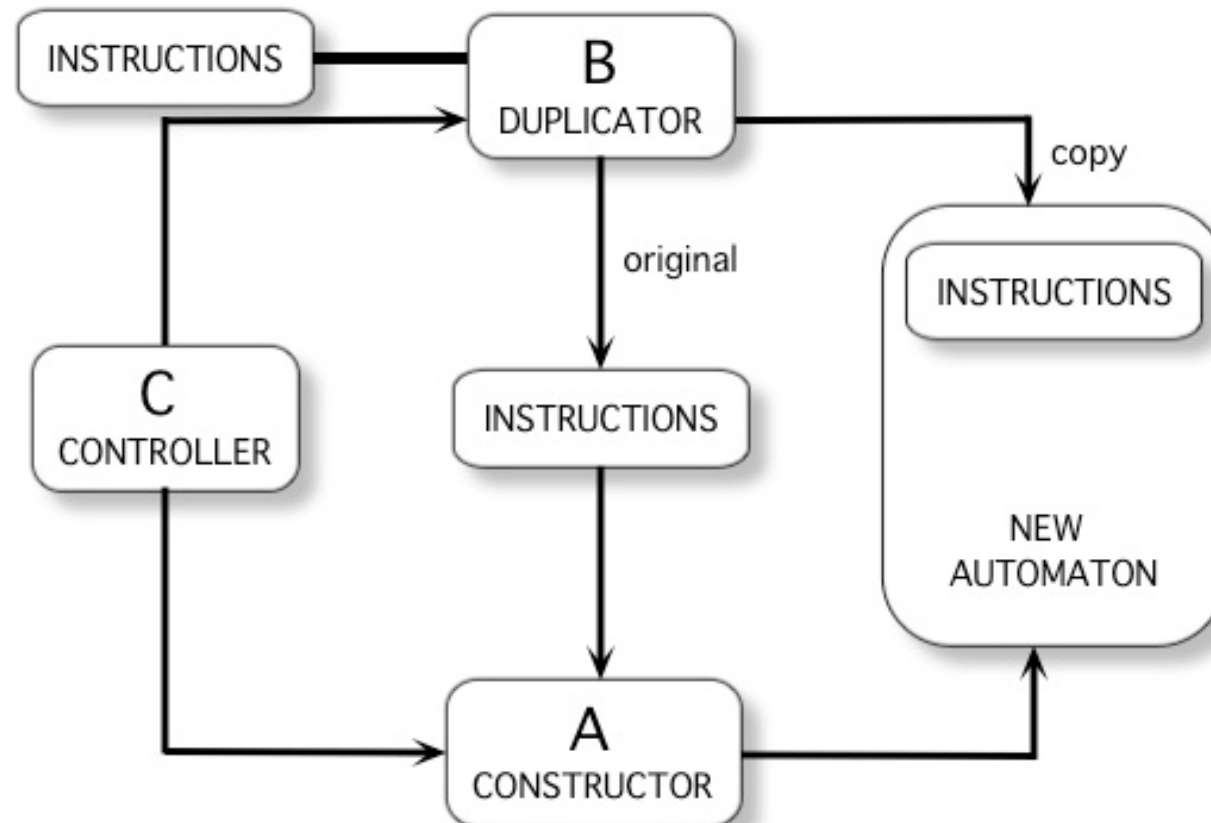 INSTRUCTIONS
B
DUPLICATOR
copy
original
INSTRUCTIONS
C
CONTROLLER
INSTRUCTIONS
NEW
AUTOMATON
A
CONSTRUCTOR